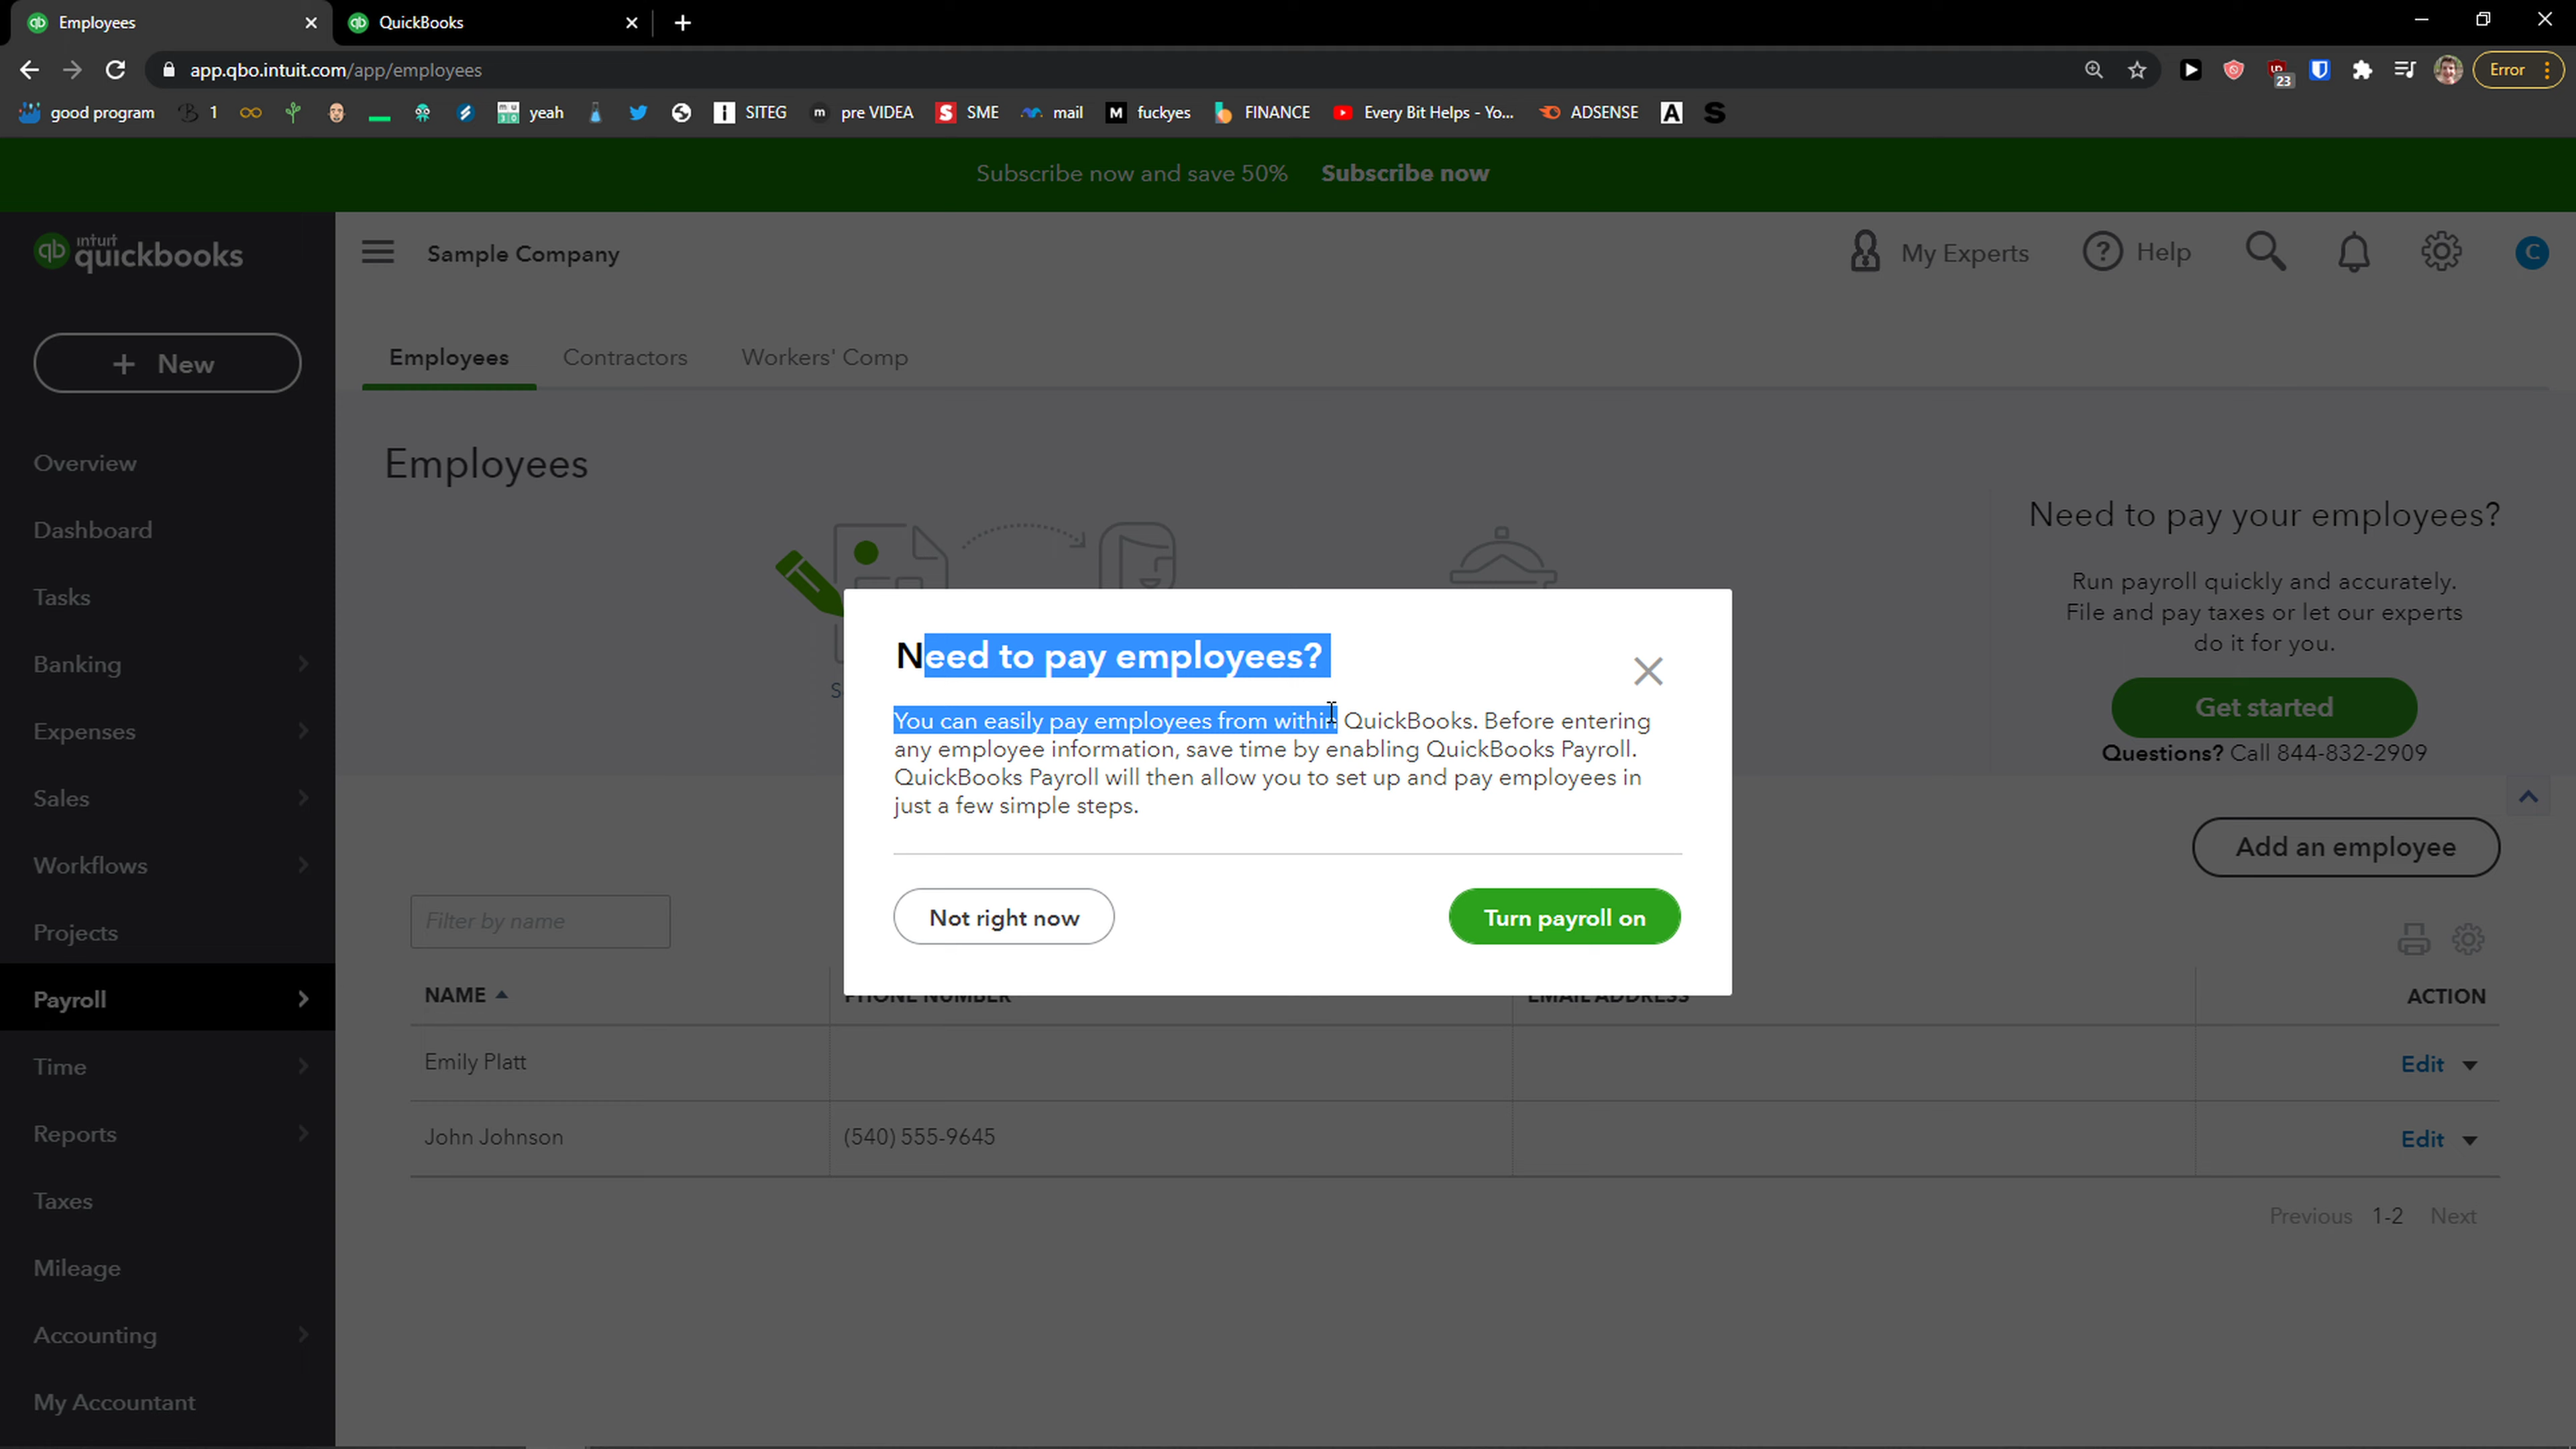 Employees
QuickBooks
app.qbo.intuit.com/app/employees
23
Error
good program
1
yeah
SITEG
pre VIDEA
SME
mail
fuckyes
FINANCE
Every Bit Helps - Yo...
ADSENSE
Subscribe now and save 50% Subscribe now
intuit
quickbooks
Sample Company
My Experts
Help
C
+ New
Employees
Contractors
Workers' Comp
Overview
Dashboard
Tasks
Banking
Expenses
Sales
Workflows
Projects
Payroll
Time
Reports
Taxes
Mileage
Accounting
My Accountant
Employees
Need to pay your employees?
Run payroll quickly and accurately.
File and pay taxes or let our experts
do it for you.
Get started
Questions? Call 844-832-2909
Need to pay employees?
You can easily pay employees from within QuickBooks. Before entering
any employee information, save time by enabling QuickBooks Payroll.
QuickBooks Payroll will then allow you to set up and pay employees in
just a few simple steps.
Not right now
Turn payroll on
Add an employee
Filter by name
NAME
PHONE NUMBER
EMAIL ADDRESS
ACTION
Emily Platt
Edit
John Johnson
(540) 555-9645
Edit
Previous 1-2 Next